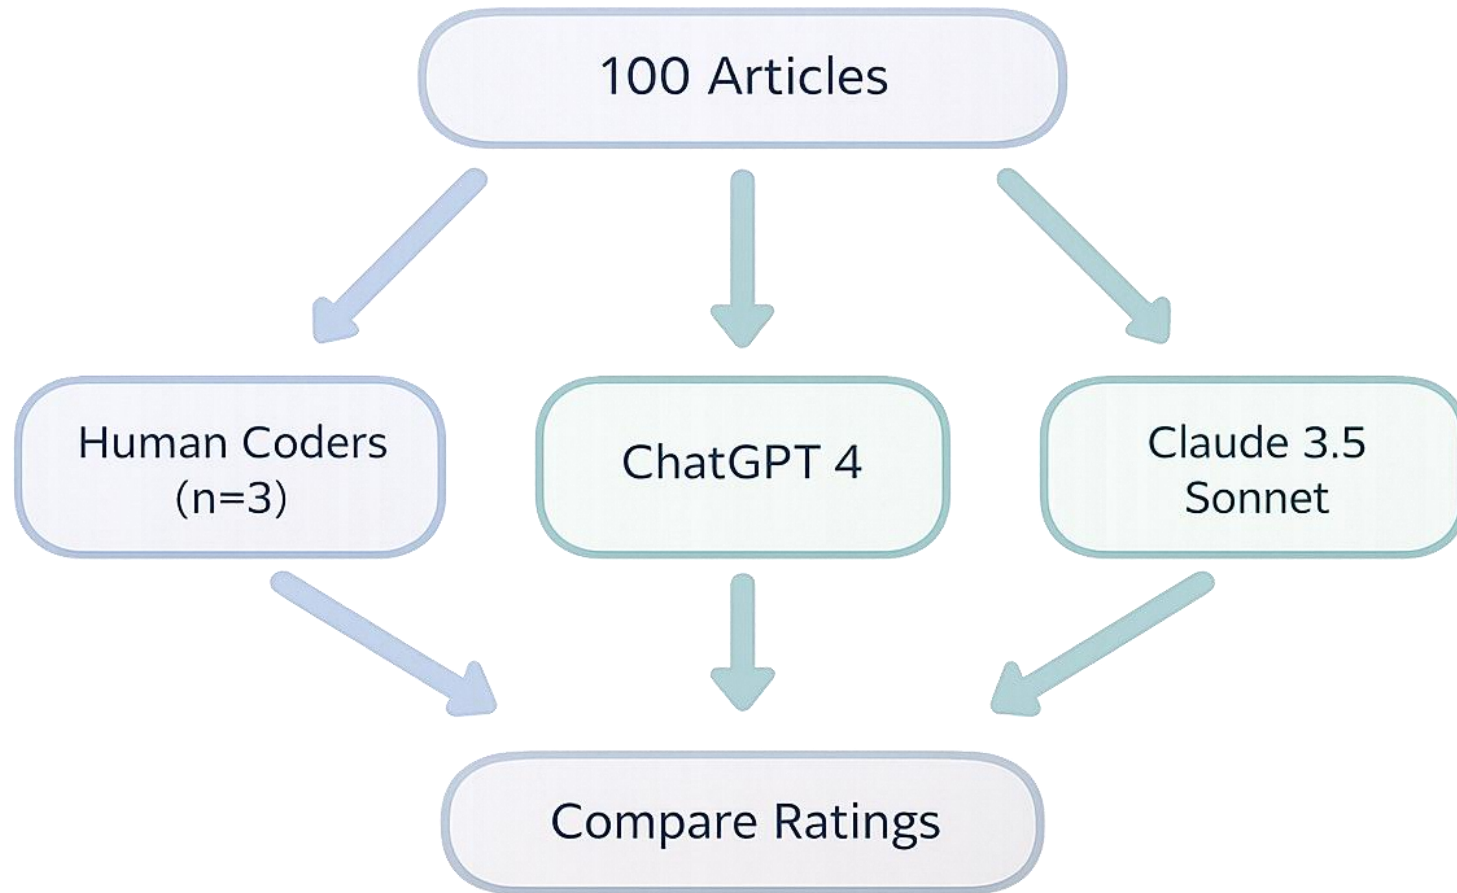 100 Articles
Human Coders
(n=3)
ChatGPT 4
Claude 3.5
Sonnet
Compare Ratings